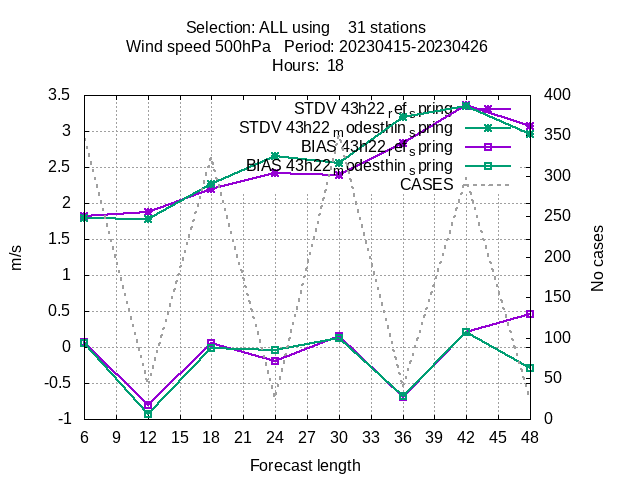 Selection: ALL using    31 stations
Wind speed 500hPa   Period: 20230415-20230426
Hours:  18
STDV 43h22_ref_spring
STDV 43h22_modesthin_spring
BIAS 43h22_ref_spring
BIAS 43h22_modesthin_spring
CASES
3.5
3
2.5
2
1.5
1
0.5
0
-0.5
-1
m/s
400
350
300
250
200
150
100
50
0
No cases
6 9 12 15 18 21 24 27 30 33 36 39 42 45 48
Forecast length